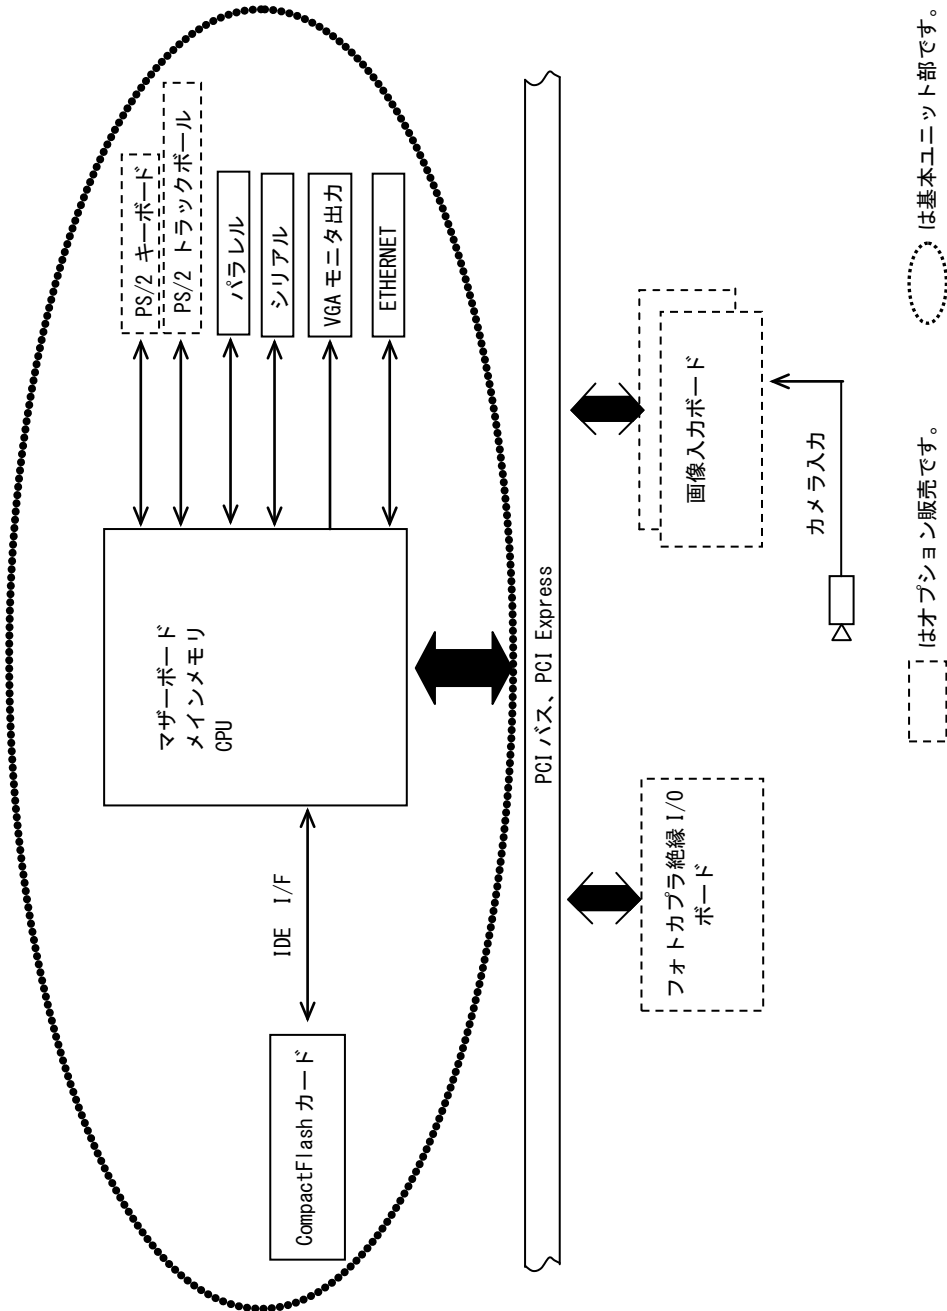 PS/2 キーボード
PS/2 トラックボール
パラレル
シリアル
VGA モニタ出力
ETHERNET
マザーボード
メインメモリ
CPU
IDE I/F
CompactFlash カード
PCI バス、PCI Express
フォトカプラ絶縁 I/O
ボード
画像入力ボード
カメラ入力
はオプション販売です。
は基本ユニット部です。